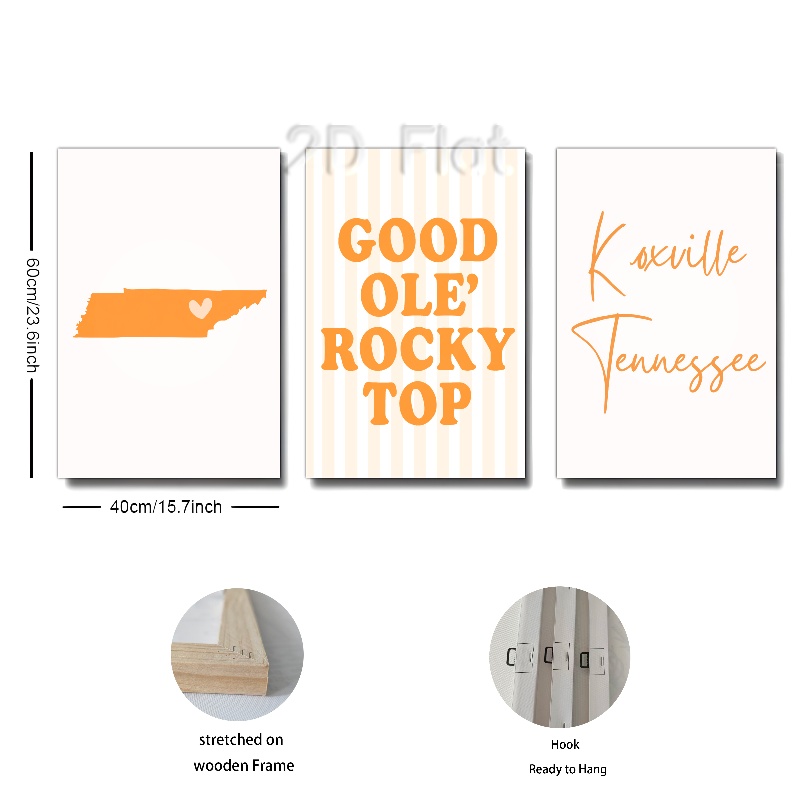 2D Flat
GOOD
OLE’
ROCKY
TOP
Koxville
Tennessee
60cm/23.6inch
40cm/15.7inch
stretched on
wooden Frame
Hook
Ready to Hang